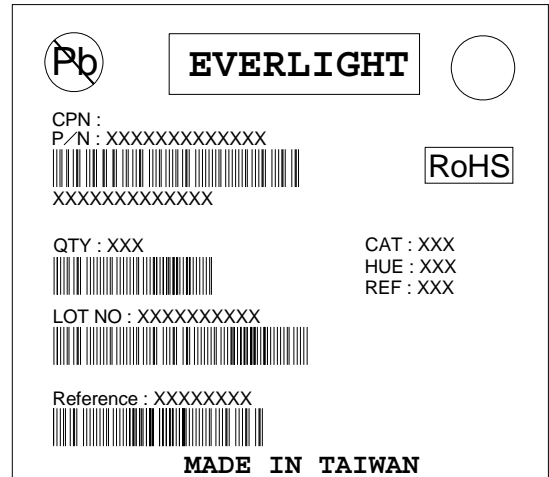 Pb
EVERLIGHT
CPN :
P/N : XXXXXXXXXXXXX
RoHS
XXXXXXXXXXXXX
QTY : XXX
CAT : XXX
HUE : XXX
REF : XXX
LOT NO : XXXXXXXXXX
Reference : XXXXXXXX
MADE IN TAIWAN